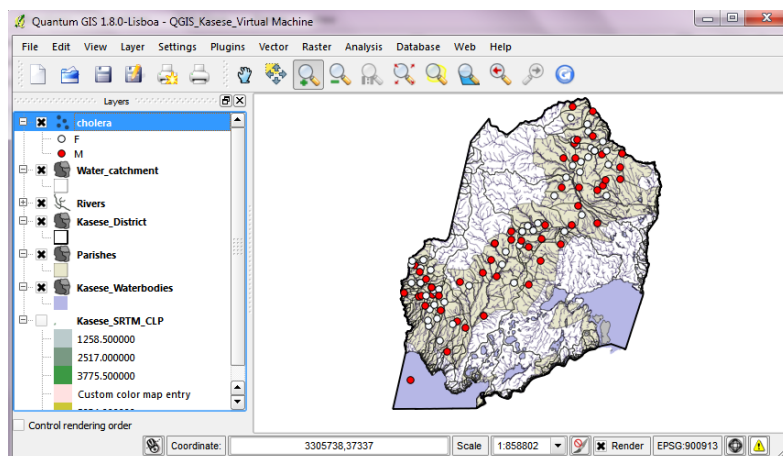 Quantum GIS 1.8.0-Lisboa - QGIS_Kasese_Virtual Machine
File Edit View Layer Settings Plugins Vector Raster Analysis Database Web Help
Layers
cholera
F
M
Water_catchment
Rivers
Kasese_District
Parishes
Kasese_Waterbodies
Kasese_SRTM_CLP
1258.500000
2517.000000
3775.500000
Custom color map entry
Control rendering order
Coordinate: 3305738,37337 Scale 1:858802 Render EPSG:900913